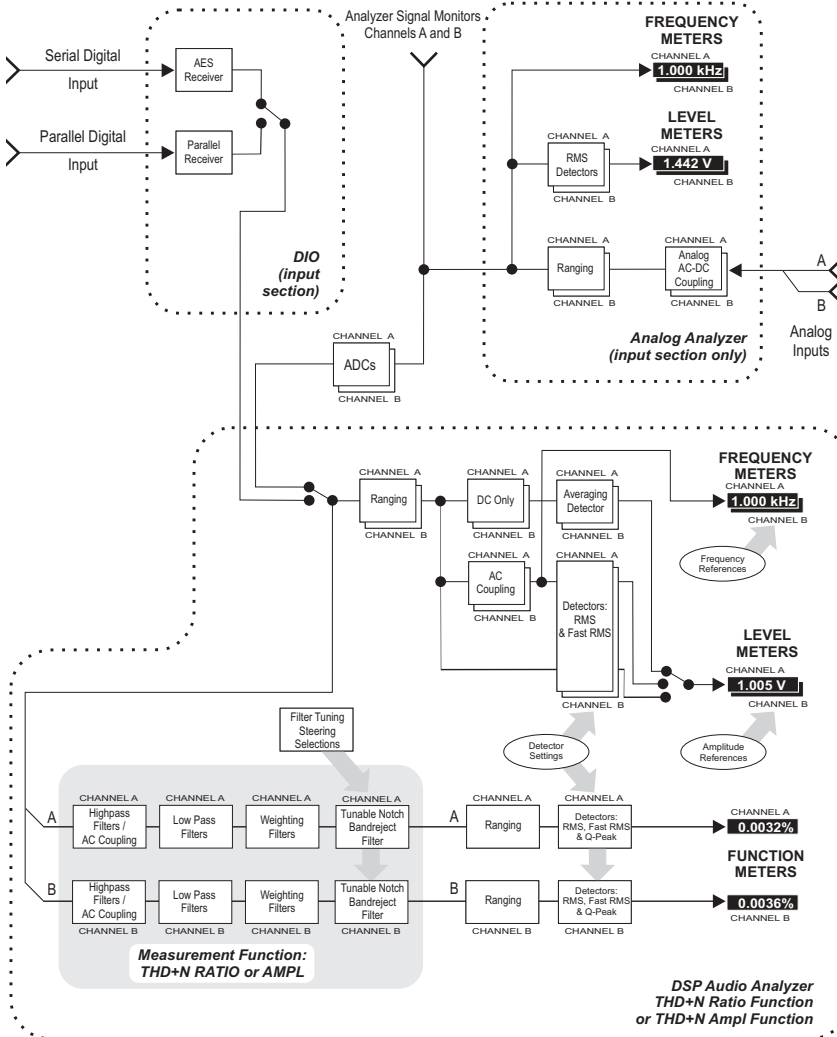 Analyzer Signal Monitors
Channels A and B
Serial Digital
Input
AES
Receiver
Parallel Digital
Input
Parallel
Receiver
DIO
(input
section)
FREQUENCY
METERS
CHANNEL A
1.000 kHz
CHANNEL B
LEVEL
METERS
CHANNEL A
1.442 V
CHANNEL B
CHANNEL A
RMS
Detectors
CHANNEL B
CHANNEL A
Ranging
CHANNEL B
CHANNEL A
Analog
AC-DC
Coupling
CHANNEL B
A
B
Analog
Inputs
Analog Analyzer
(input section only)
CHANNEL A
ADCs
CHANNEL B
CHANNEL A
Ranging
CHANNEL B
CHANNEL A
DC Only
CHANNEL B
CHANNEL A
Averaging
Detector
CHANNEL B
FREQUENCY
METERS
CHANNEL A
1.000 kHz
CHANNEL B
Frequency
References
CHANNEL A
AC
Coupling
CHANNEL B
CHANNEL A
Detectors:
RMS
& Fast RMS
CHANNEL B
LEVEL
METERS
CHANNEL A
1.005 V
CHANNEL B
Filter Tuning
Steering
Selections
Detector
Settings
Amplitude
References
A
CHANNEL A
Highpass
Filters /
AC Coupling
CHANNEL A
Low Pass
Filters
CHANNEL A
Weighting
Filters
CHANNEL A
Tunable Notch
Bandreject
Filter
A
CHANNEL A
Ranging
CHANNEL A
Detectors:
RMS, Fast RMS
& Q-Peak
CHANNEL A
0.0032%
FUNCTION
METERS
B
Highpass
Filters /
AC Coupling
CHANNEL B
Low Pass
Filters
CHANNEL B
Weighting
Filters
CHANNEL B
Tunable Notch
Bandreject
Filter
CHANNEL B
B
Ranging
CHANNEL B
Detectors:
RMS, Fast RMS
& Q-Peak
CHANNEL B
0.0036%
CHANNEL B
Measurement Function:
THD+N RATIO or AMPL
DSP Audio Analyzer
THD+N Ratio Function
or THD+N Ampl Function